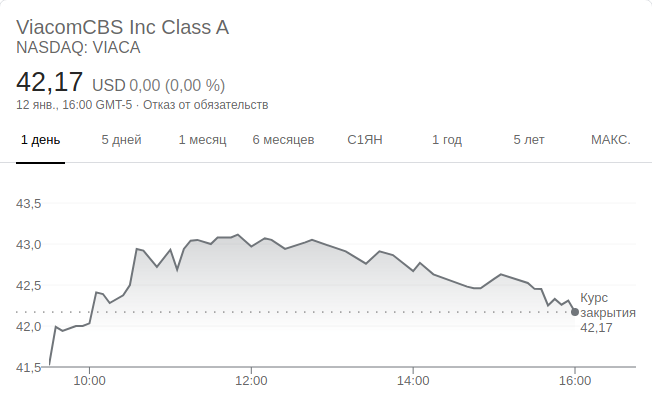 ViacomCBS Inc Class A
NASDAQ: VIACA
42,17 USD 0,00 (0,00 %)
12 янв., 16:00 GMT-5 · Отказ от обязательств
1 день 5 дней 1 месяц 6 месяцев С1ЯН 1 год 5 лет МАКС.
43,5
43,0
42,5
42,0
41,5
Курс
закрытия
42,17
10:00 12:00 14:00 16:00